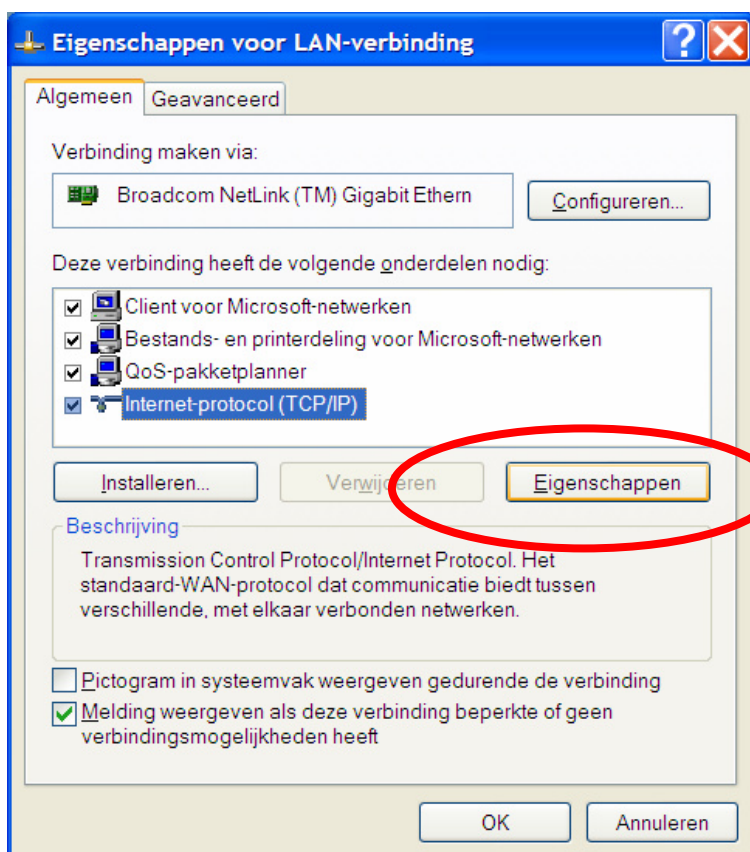 Eigenschappen voor LAN-verbinding
Algemeen
Geavanceerd
Verbinding maken via:
Broadcom NetLink (TM) Gigabit Ethern
Configureren...
Deze verbinding heeft de volgende onderdelen nodig:
Client voor Microsoft-netwerken
Bestands- en printerdeling voor Microsoft-netwerken
QoS-pakketplanner
Internet-protocol (TCP/IP)
Installeren...
Verwijderen
Eigenschappen
Beschrijving
Transmission Control Protocol/Internet Protocol. Het
standaard-WAN-protocol dat communicatie biedt tussen
verschillende, met elkaar verbonden netwerken.
Pictogram in systeemvak weergeven gedurende de verbinding
Melding weergeven als deze verbinding beperkte of geen
verbindingsmogelijkheden heeft
OK
Annuleren